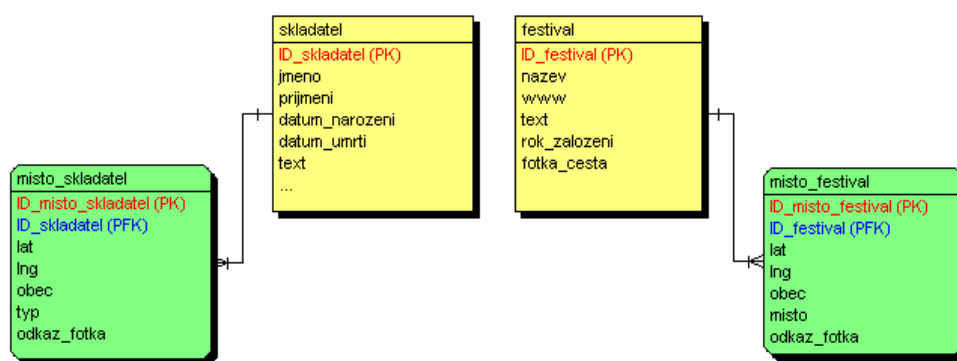 skladatel
ID_skladatel (PK)
jmeno
prijmeni
datum_narozeni
datum_umrti
text
...
festival
ID_festival (PK)
nazev
www
text
rok_zalozeni
fotka_cesta
misto_skladatel
ID_misto_skladatel (PK)
ID_skladatel (PFK)
lat
lng
obec
typ
odkaz_fotka
misto_festival
ID_misto_festival (PK)
ID_festival (PFK)
lat
lng
obec
misto
odkaz_fotka